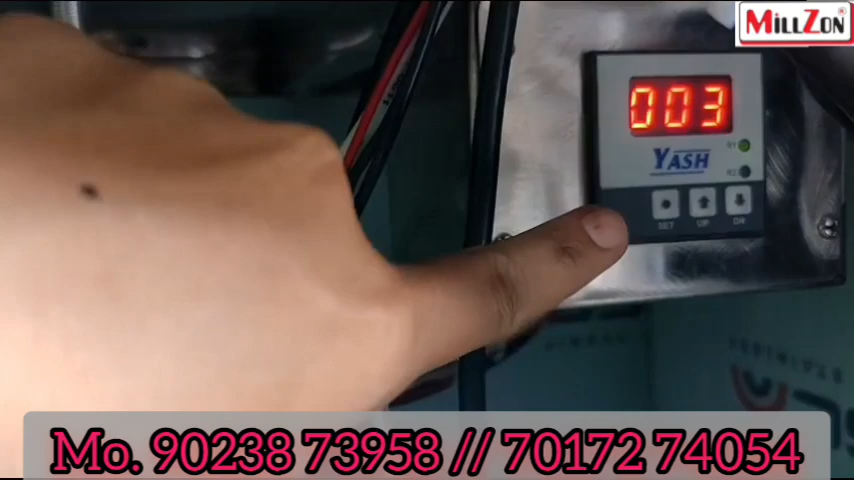 MILLZON®
003
YASH
SET UP DN
Mo. 90238 73958 // 70172 74054